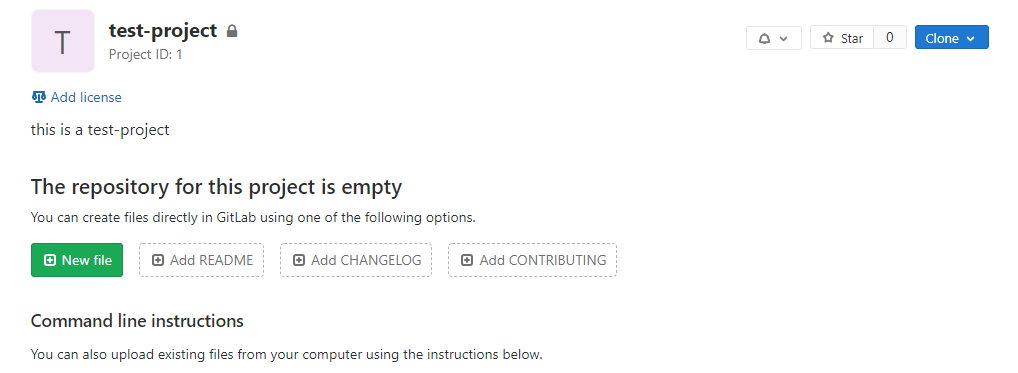 T
test-project
Project ID: 1
Star 0
Clone
Add license
this is a test-project
The repository for this project is empty
You can create files directly in GitLab using one of the following options.
New file Add README Add CHANGELOG Add CONTRIBUTING
Command line instructions
You can also upload existing files from your computer using the instructions below.